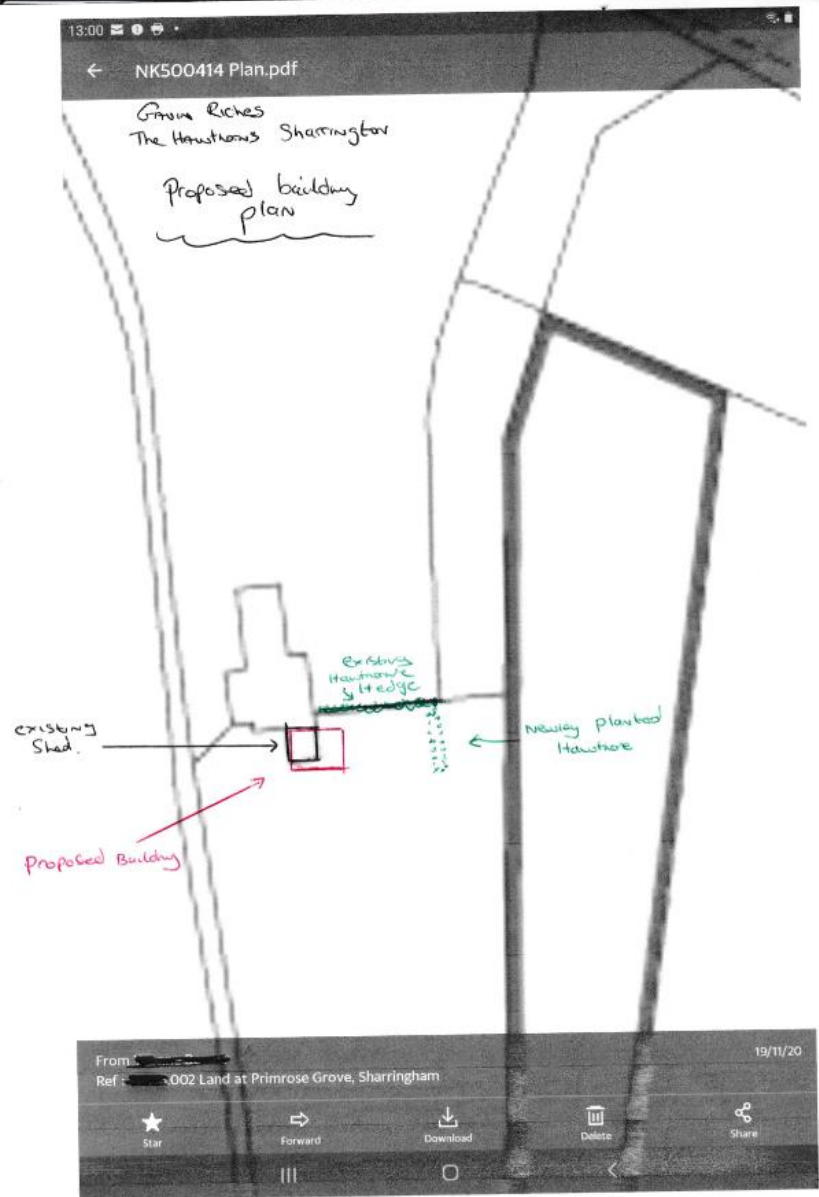 13:00
NK500414 Plan.pdf
Gavin Riches
The Hawthorns Sharrington
Proposed building
plan
existing
Hawthorne
Hedge
existing
Shed.
Newley planted
Hawthore
Proposed Building
From
19/11/20
Ref : .002 Land at Primrose Grove, Sharringham
Star
Forward
Download
Delete
Share